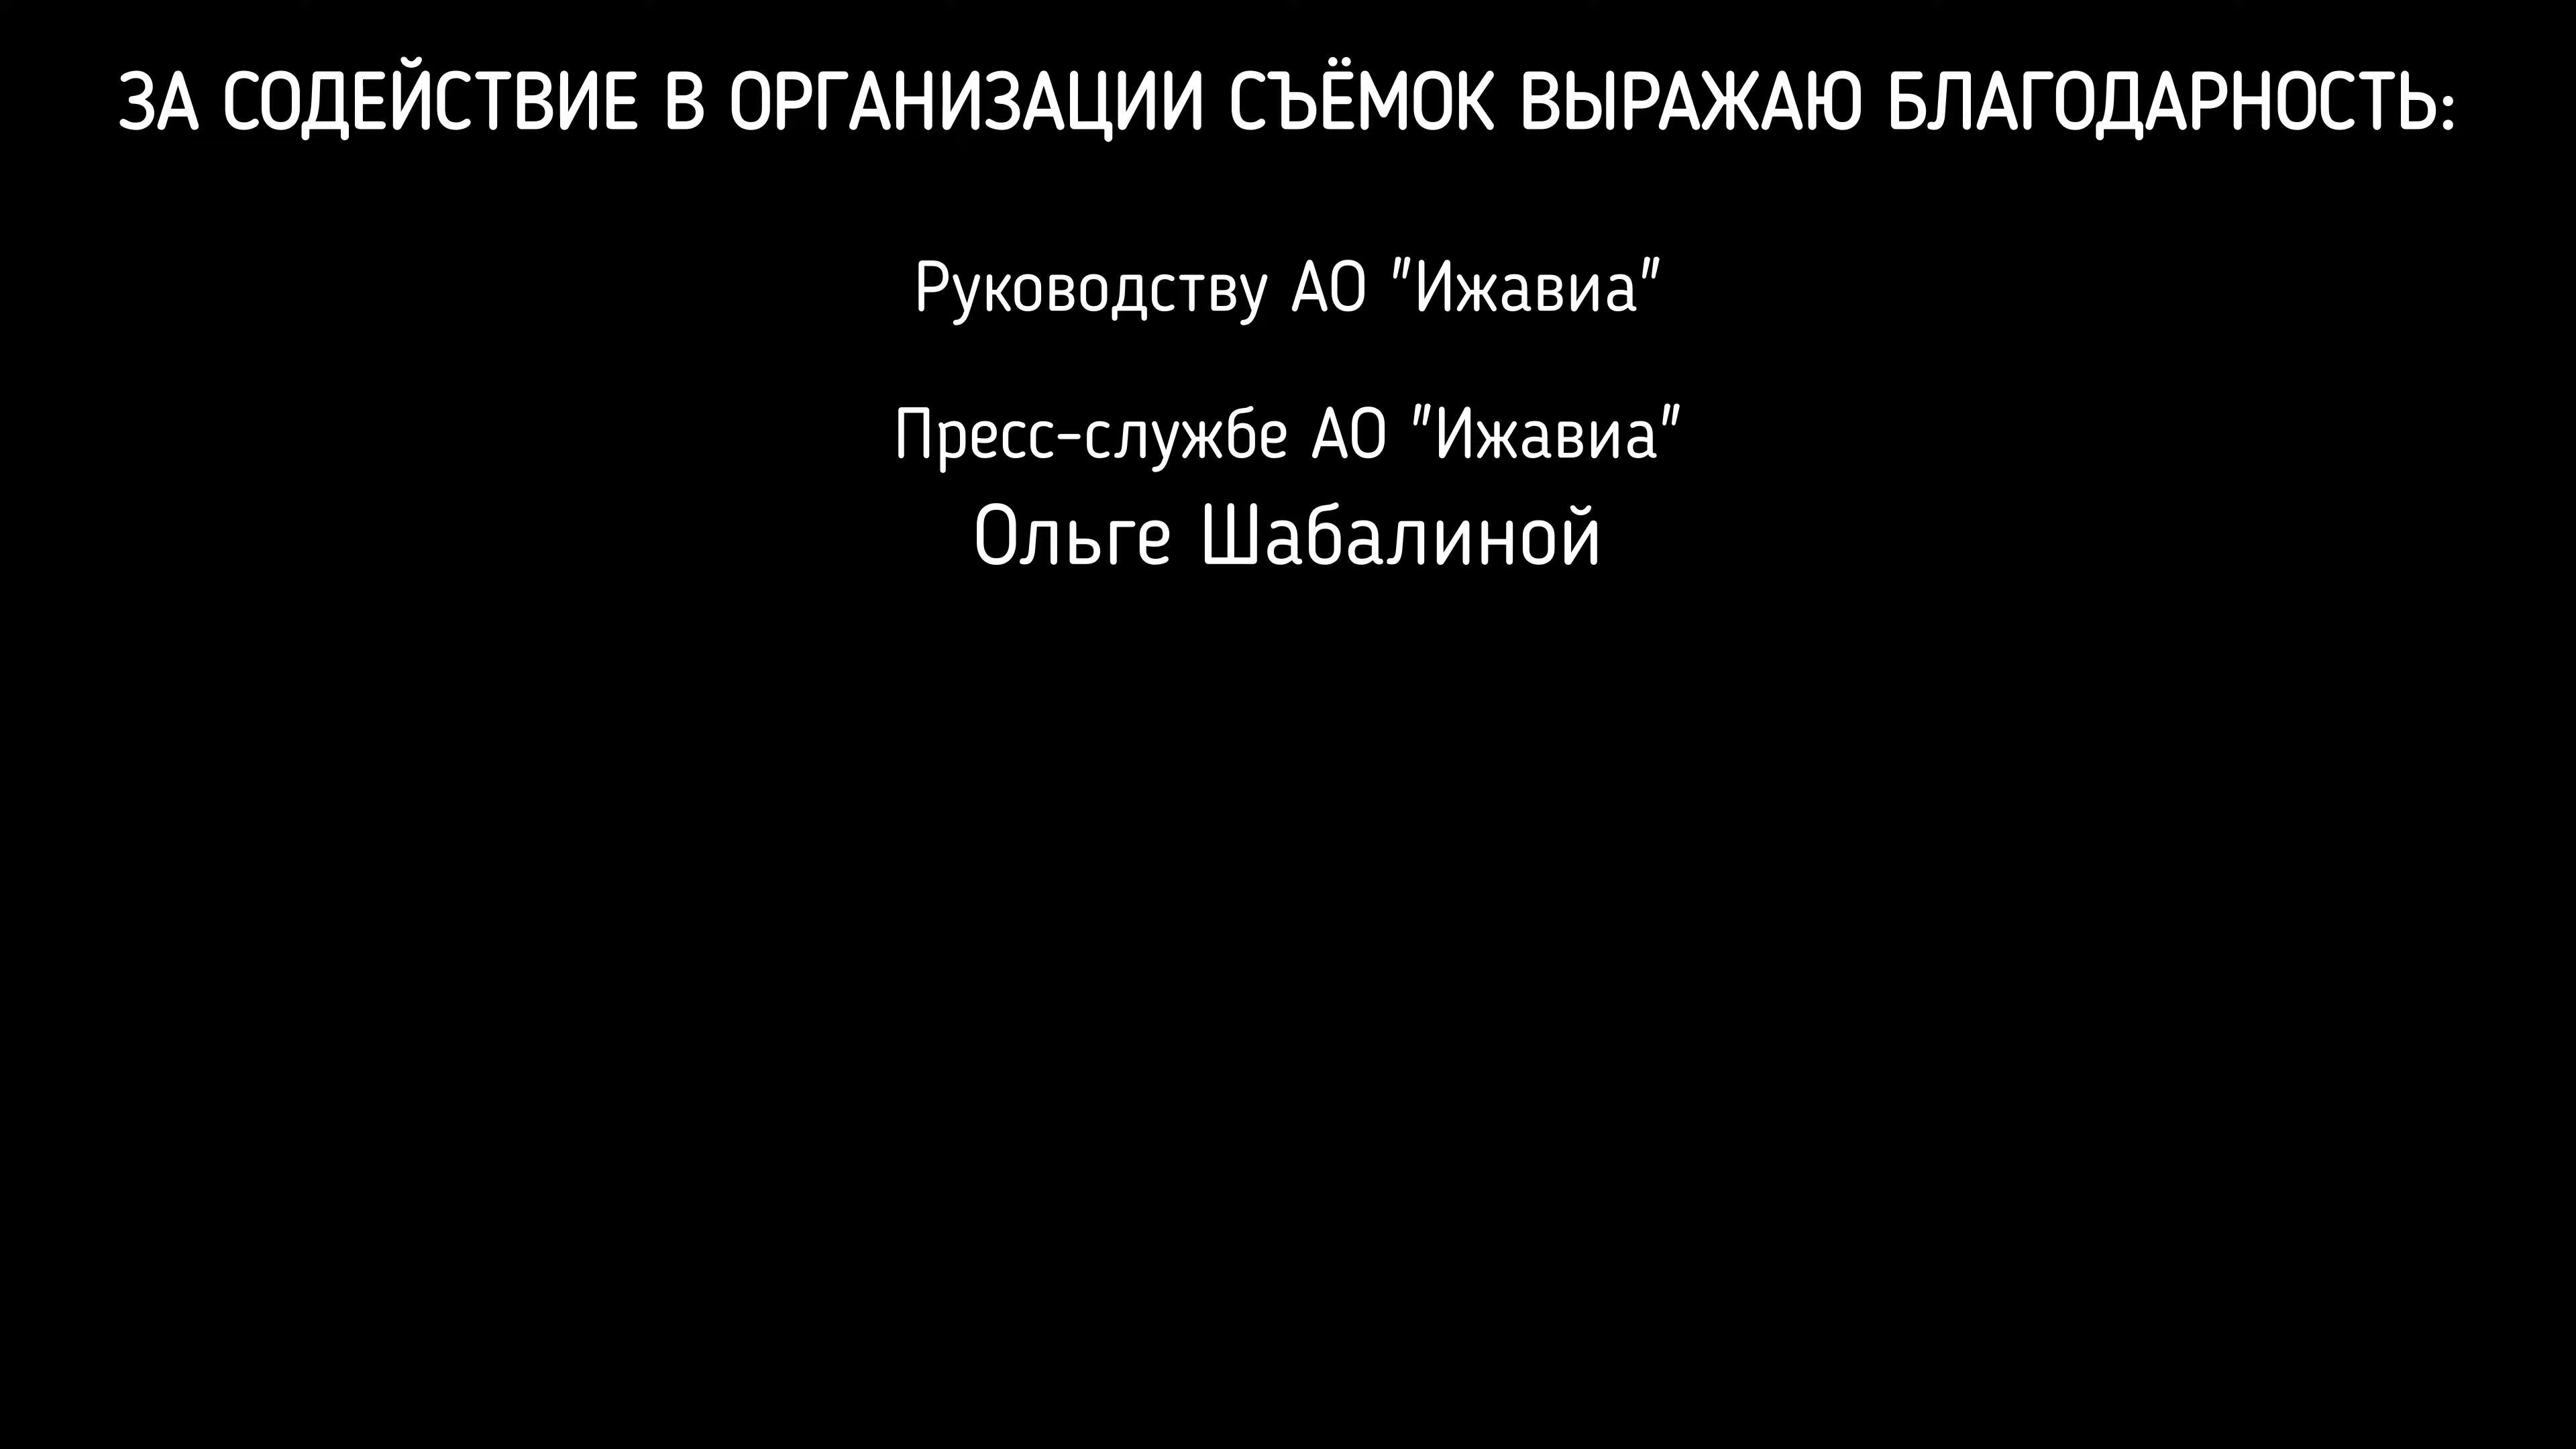 ЗА СОДЕЙСТВИЕ В ОРГАНИЗАЦИИ СЪЁМОК ВЫРАЖАЮ БЛАГОДАРНОСТЬ:
Руководству АО "Ижавиа"
Пресс-службе АО "Ижавиа"
Ольге Шабалиной